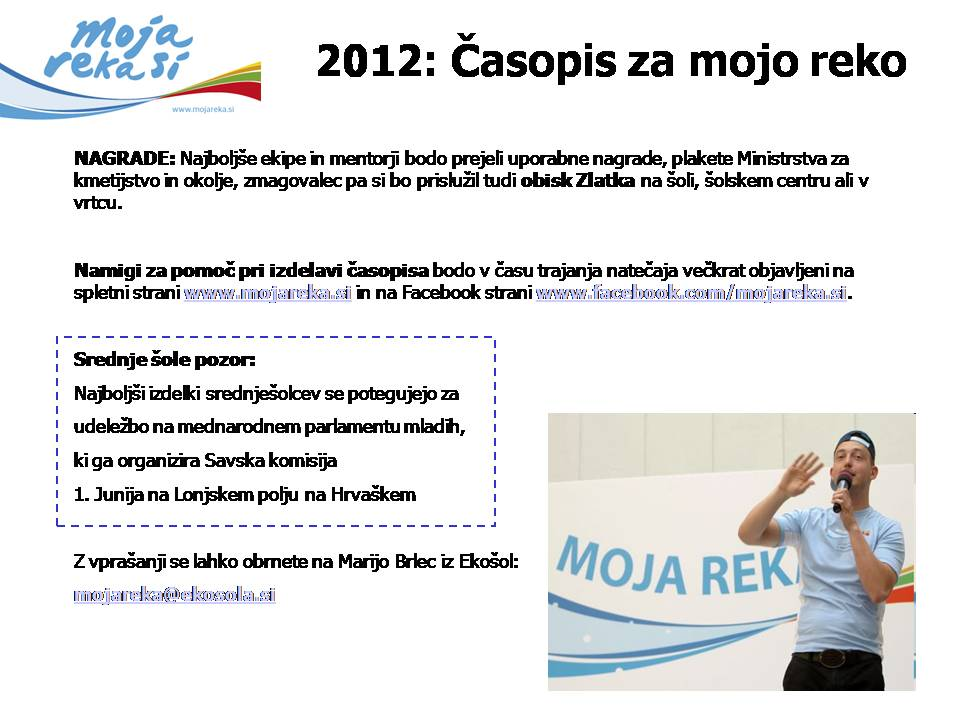 moja
reka si
www.mojareka.si
2012: Časopis za mojo reko
NAGRADE: Najboljše ekipe in mentorji bodo prejeli uporabne nagrade, plakete Ministrstva za
kmetijstvo in okolje, zmagovalec pa si bo prislužil tudi obisk Zlatka na šoli, šolskem centru ali v
vrtcu.
Namigi za pomoč pri izdelavi časopisa bodo v času trajanja natečaja večkrat objavljeni na
spletni strani www.mojareka.si in na Facebook strani www.facebook.com/mojareka.si.
Srednje šole pozor:
Najboljši izdelki srednješolcev se potegujejo za
udeležbo na mednarodnem parlamentu mladih,
ki ga organizira Savska komisija
1. Junija na Lonjskem polju na Hrvaškem
Z vprašanji se lahko obrnete na Marijo Brlec iz Ekošol:
mojareka@ekosola.si
MOJA REKA